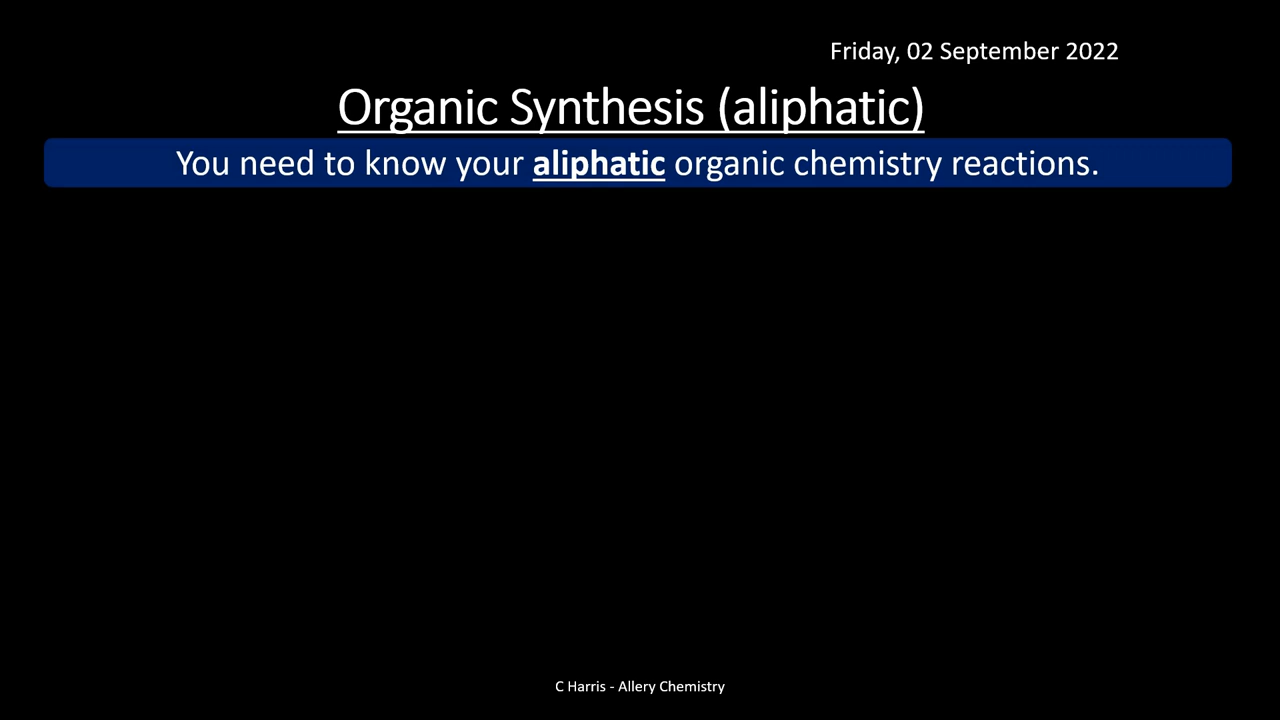 Friday, 02 September 2022
Organic Synthesis (aliphatic)
You need to know your aliphatic organic chemistry reactions.
C Harris - Allery Chemistry